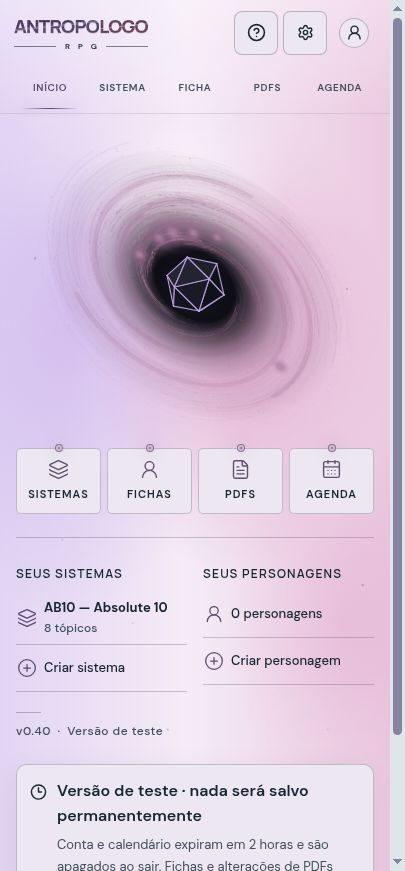 ANTROPOLOGO
RPG
INÍCIO SISTEMA FICHA PDFS AGENDA
SISTEMAS FICHAS PDFS AGENDA
SEUS SISTEMAS
AB10 — Absolute 10
8 tópicos
Criar sistema
SEUS PERSONAGENS
0 personagens
Criar personagem
v0.40 · Versão de teste
Versão de teste · nada será salvo
permanentemente
Conta e calendário expiram em 2 horas e são
apagados ao sair. Fichas e alterações de PDFs